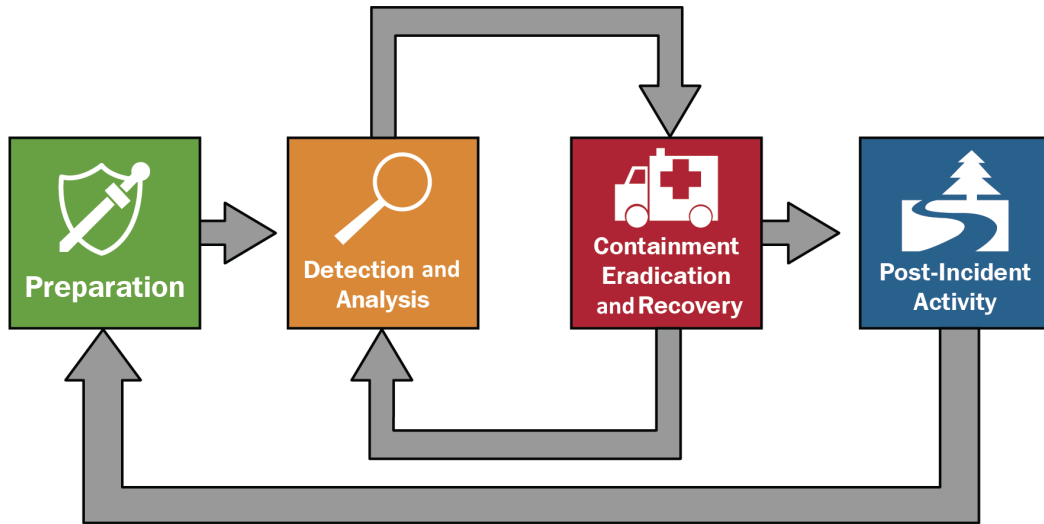 Preparation
Detection and
Analysis
Containment
Eradication
and Recovery
Post-Incident
Activity